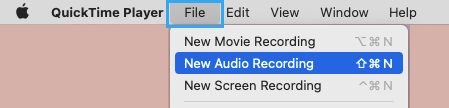 QuickTime Player File Edit View Window Help
New Movie Recording ⌥⌘N
New Audio Recording ⇧⌘N
New Screen Recording ^⌘N